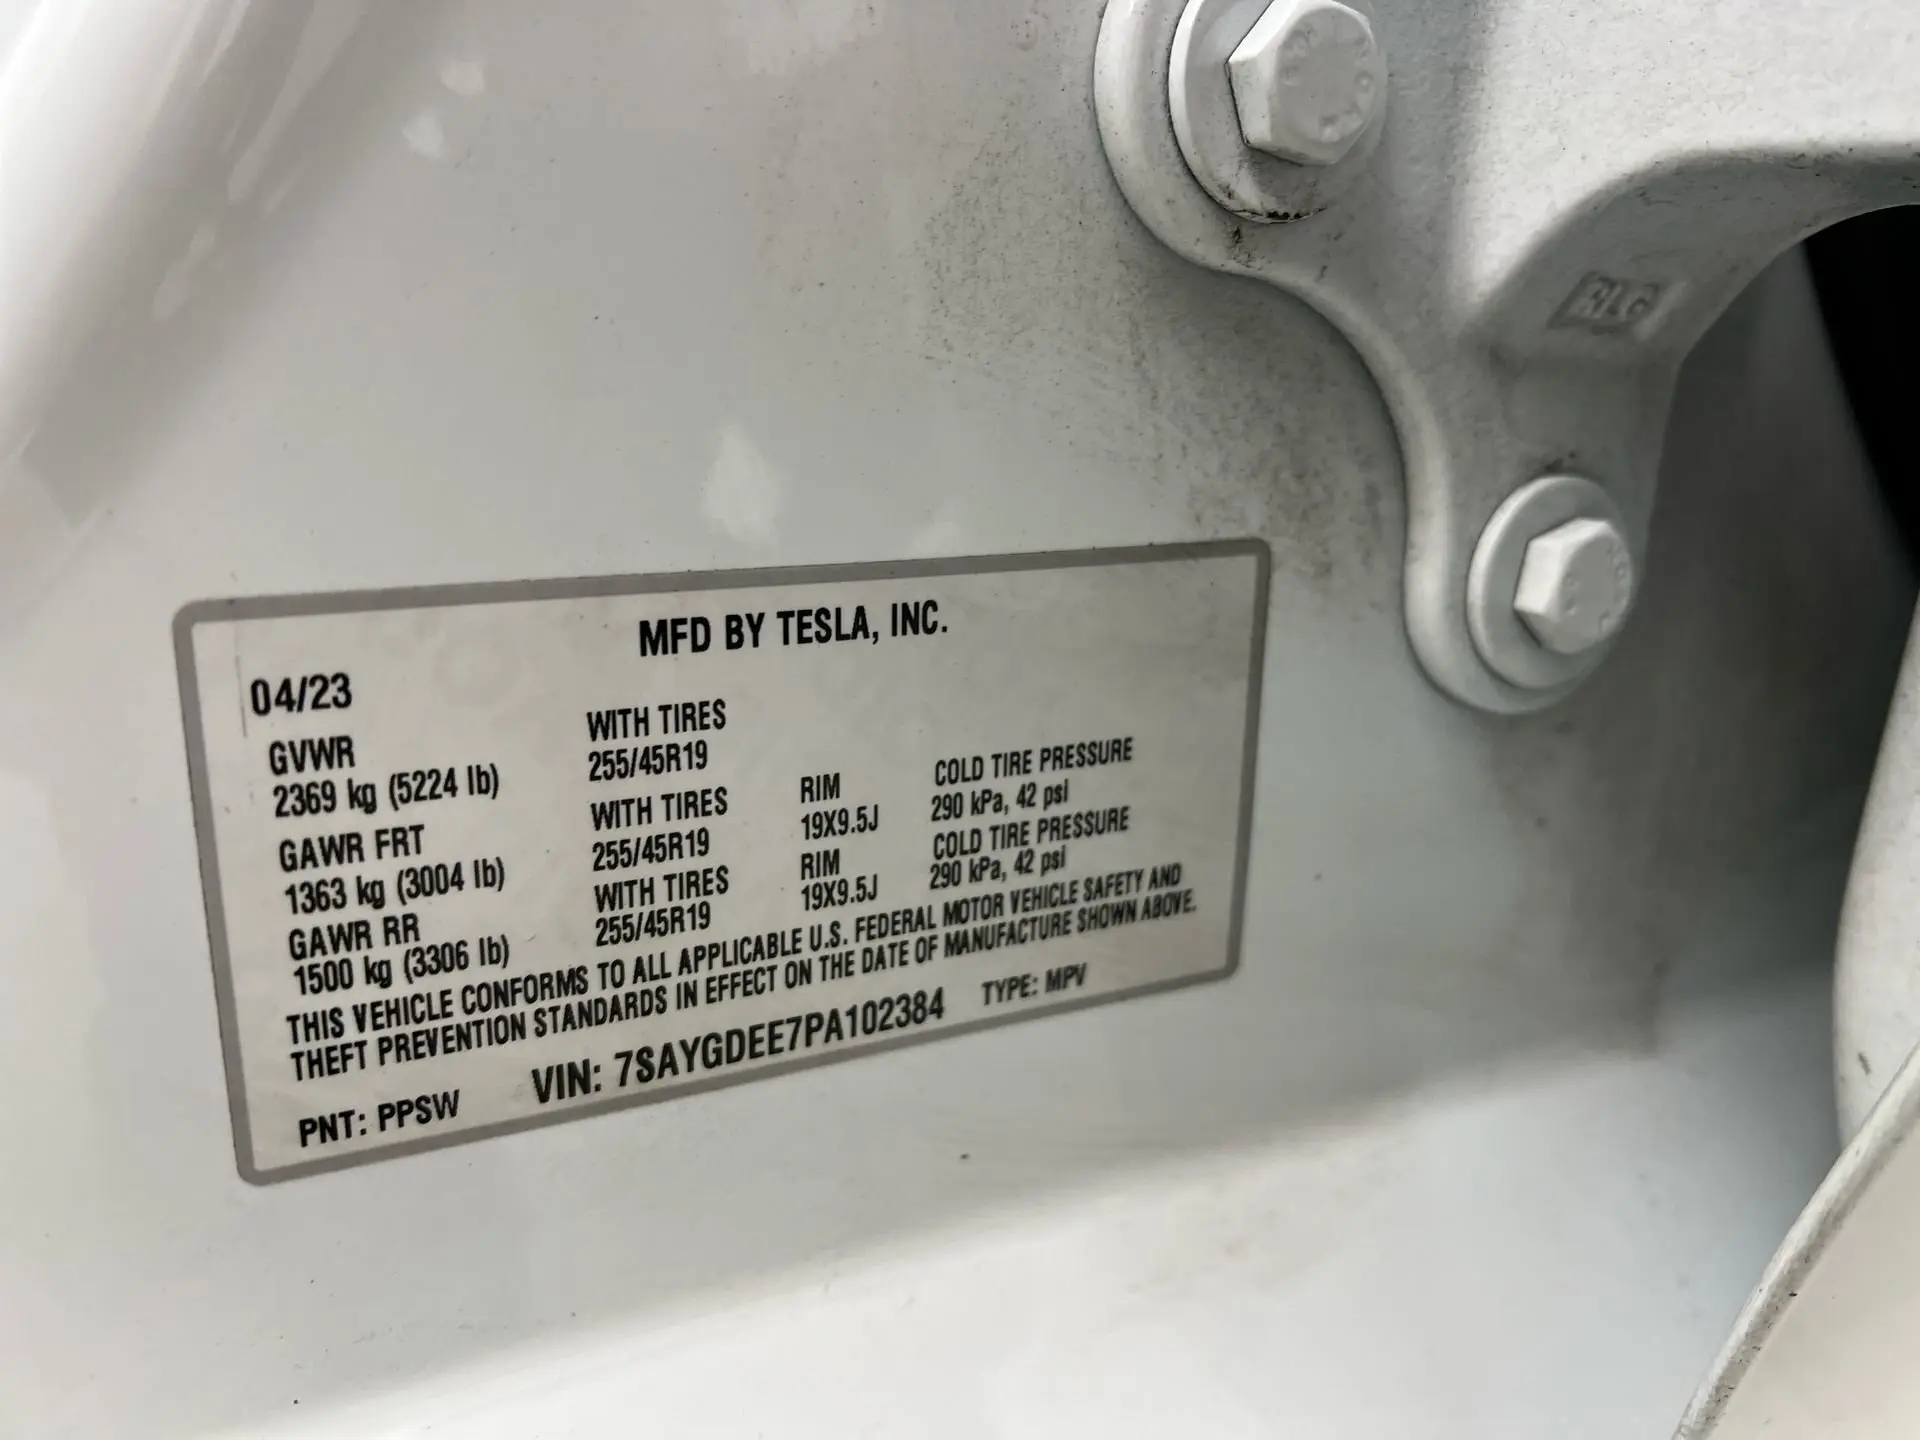 MFD BY TESLA, INC.
04/23
GVWR
2369 kg (5224 lb)
WITH TIRES
255/45R19
GAWR FRT
1363 kg (3004 lb)
WITH TIRES
255/45R19
RIM
19X9.5J
COLD TIRE PRESSURE
290 kPa, 42 psi
GAWR RR
1500 kg (3306 lb)
WITH TIRES
255/45R19
RIM
19X9.5J
COLD TIRE PRESSURE
290 kPa, 42 psi
THIS VEHICLE CONFORMS TO ALL APPLICABLE U.S. FEDERAL MOTOR VEHICLE SAFETY AND
THEFT PREVENTION STANDARDS IN EFFECT ON THE DATE OF MANUFACTURE SHOWN ABOVE.
PNT: PPSW VIN: 7SAYGDEE7PA102384 TYPE: MPV